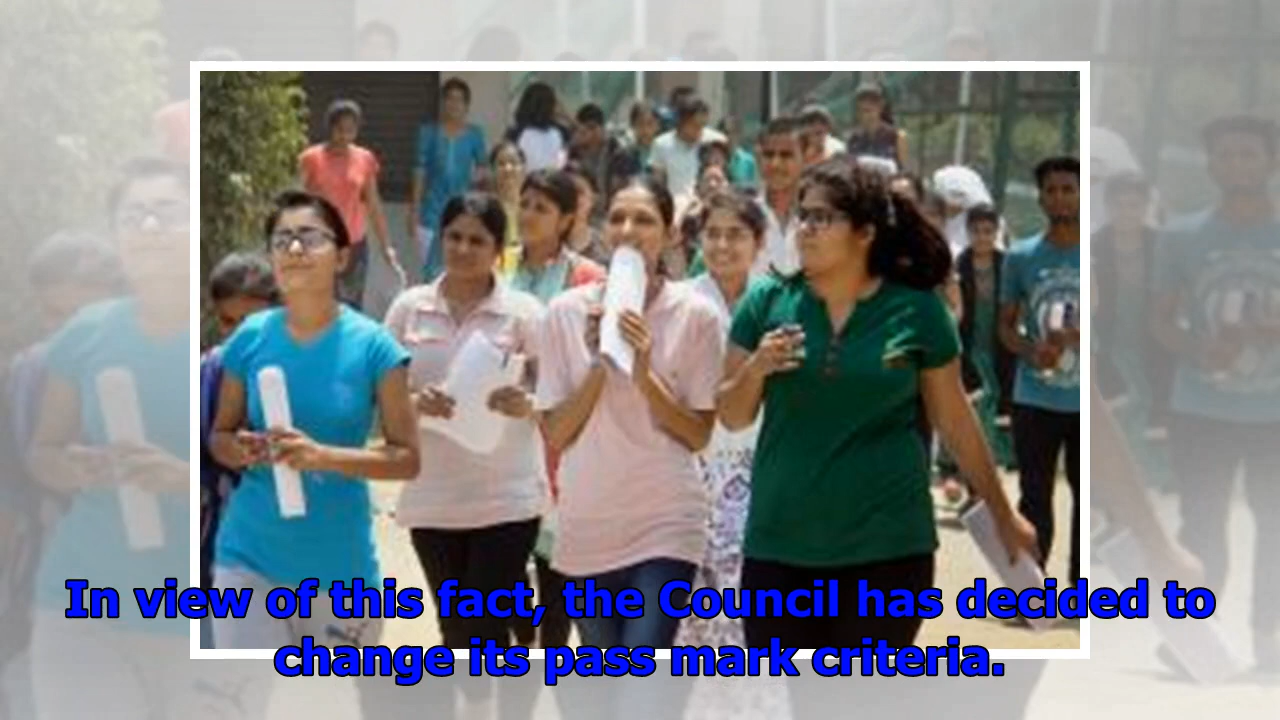 In view of this fact, the Council has decided to
change its pass mark criteria.